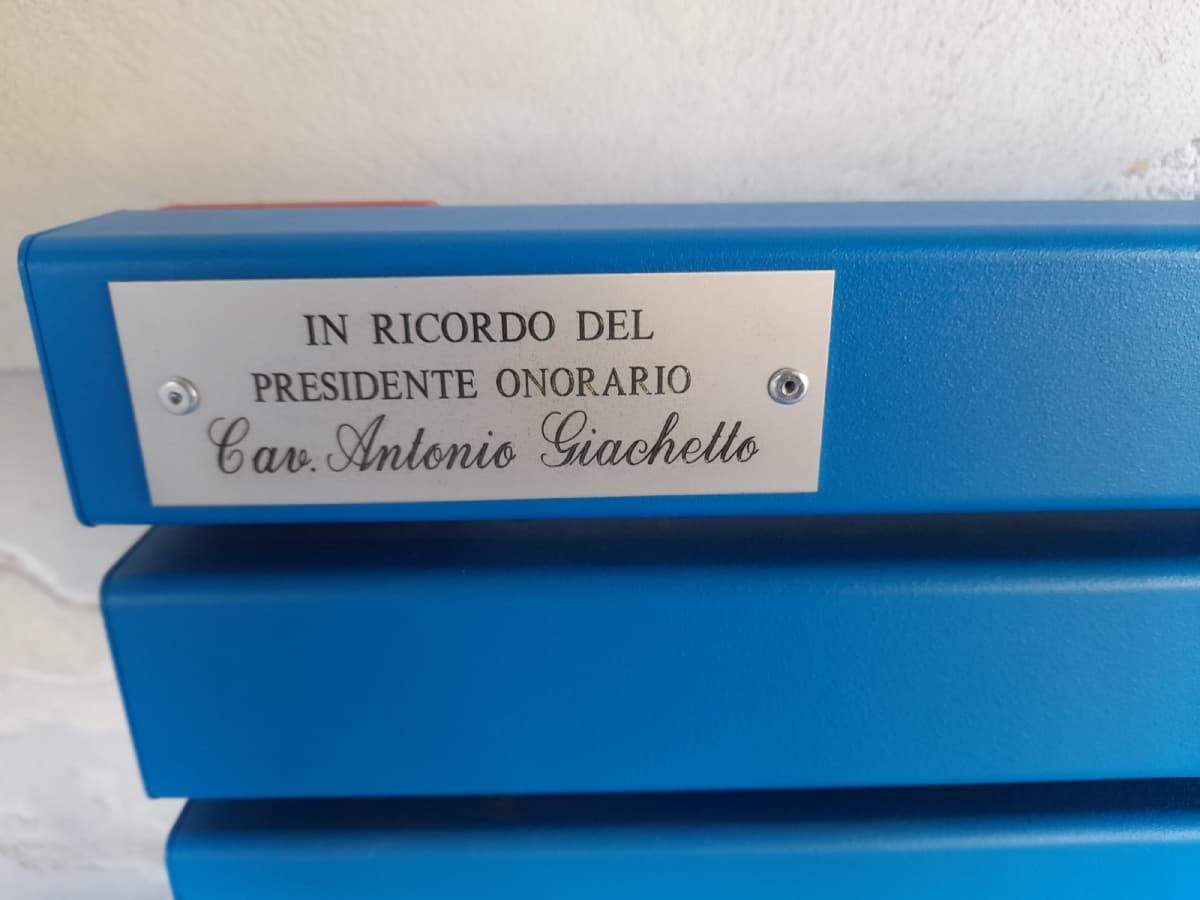 IN RICORDO DEL
PRESIDENTE ONORARIO
Cav. Antonio Giachetto